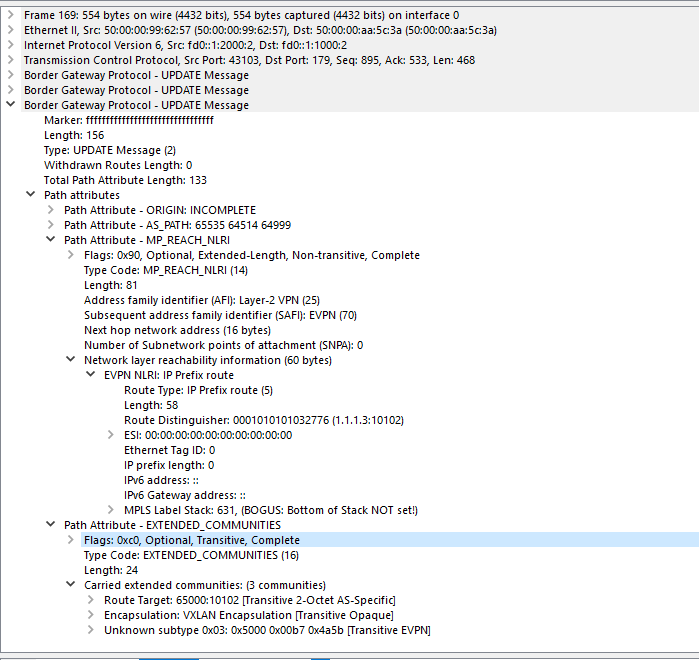 Frame 169: 554 bytes on wire (4432 bits), 554 bytes captured (4432 bits) on interface 0
Ethernet II, Src: 50:00:00:99:62:57 (50:00:00:99:62:57), Dst: 50:00:00:aa:5c:3a (50:00:00:aa:5c:3a)
Internet Protocol Version 6, Src: fd0::1:2000:2, Dst: fd0::1:1000:2
Transmission Control Protocol, Src Port: 43103, Dst Port: 179, Seq: 895, Ack: 533, Len: 468
Border Gateway Protocol - UPDATE Message
Border Gateway Protocol - UPDATE Message
Border Gateway Protocol - UPDATE Message
Marker: ffffffffffffffffffffffffffffffff
Length: 156
Type: UPDATE Message (2)
Withdrawn Routes Length: 0
Total Path Attribute Length: 133
Path attributes
Path Attribute - ORIGIN: INCOMPLETE
Path Attribute - AS_PATH: 65535 64514 64999
Path Attribute - MP_REACH_NLRI
Flags: 0x90, Optional, Extended-Length, Non-transitive, Complete
Type Code: MP_REACH_NLRI (14)
Length: 81
Address family identifier (AFI): Layer-2 VPN (25)
Subsequent address family identifier (SAFI): EVPN (70)
Next hop network address (16 bytes)
Number of Subnetwork points of attachment (SNPA): 0
Network layer reachability information (60 bytes)
EVPN NLRI: IP Prefix route
Route Type: IP Prefix route (5)
Length: 58
Route Distinguisher: 0001010101032776 (1.1.1.3:10102)
ESI: 00:00:00:00:00:00:00:00:00:00
Ethernet Tag ID: 0
IP prefix length: 0
IPv6 address: ::
IPv6 Gateway address: ::
MPLS Label Stack: 631, (BOGUS: Bottom of Stack NOT set!)
Path Attribute - EXTENDED_COMMUNITIES
Flags: 0xc0, Optional, Transitive, Complete
Type Code: EXTENDED_COMMUNITIES (16)
Length: 24
Carried extended communities: (3 communities)
Route Target: 65000:10102 [Transitive 2-Octet AS-Specific]
Encapsulation: VXLAN Encapsulation [Transitive Opaque]
Unknown subtype 0x03: 0x5000 0x00b7 0x4a5b [Transitive EVPN]